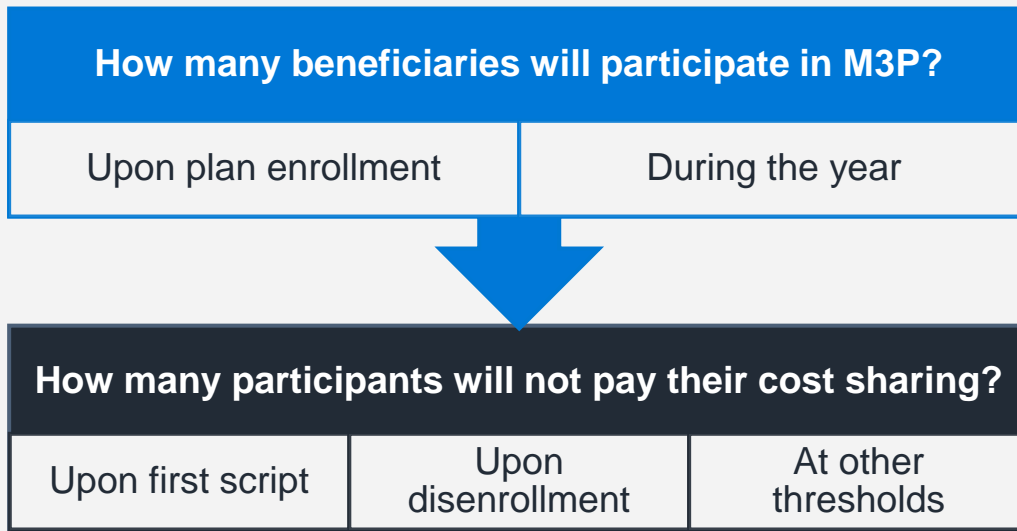 How many beneficiaries will participate in M3P?
Upon plan enrollment
During the year
How many participants will not pay their cost sharing?
Upon first script
Upon
disenrollment
At other
thresholds